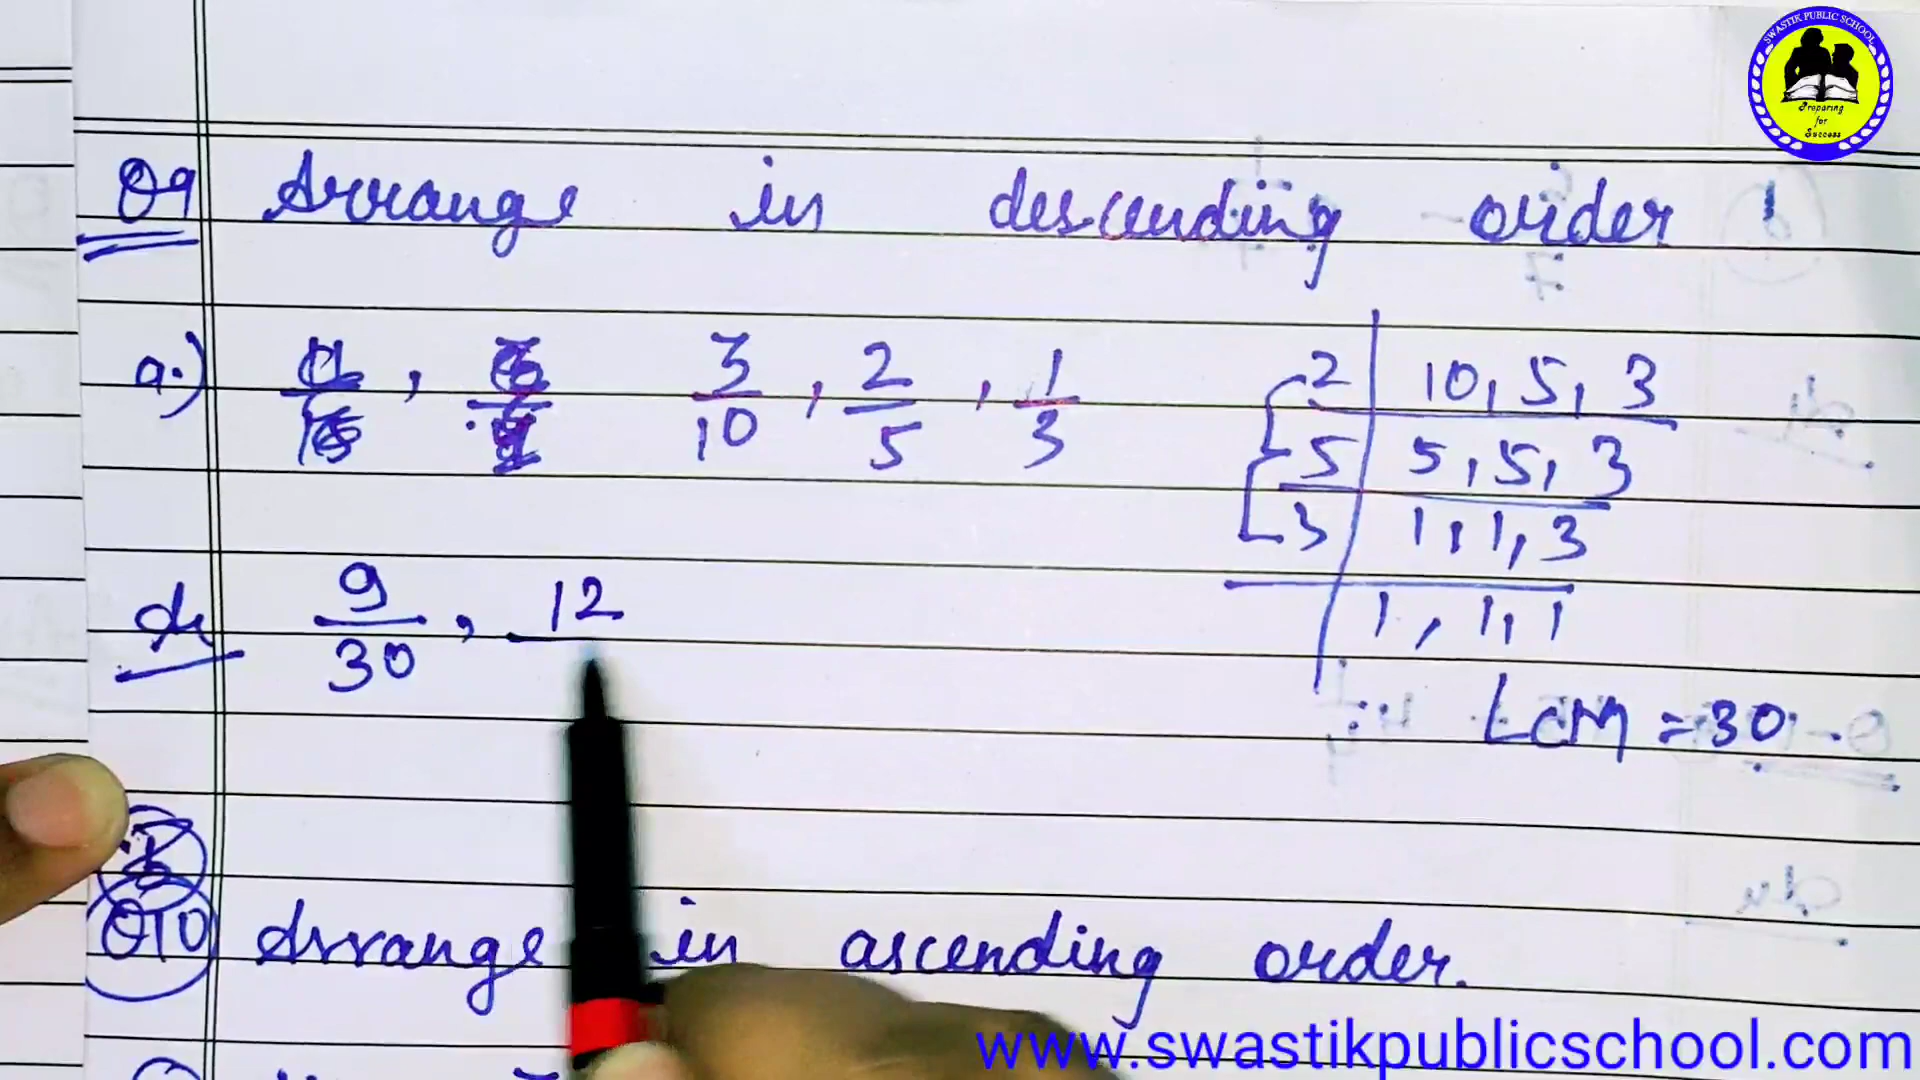 SWASTIK PUBLIC SCHOOL
Preparing
for
Success
Q9 Arrange in descending order
a.) 3/10, 2/5, 1/3
2 | 10, 5, 3
5 | 5, 5, 3
3 | 1, 1, 3
1, 1, 1
∴ LCM = 30.
9/30, 12
Q10 Arrange in ascending order.
www.swastikpublicschool.com